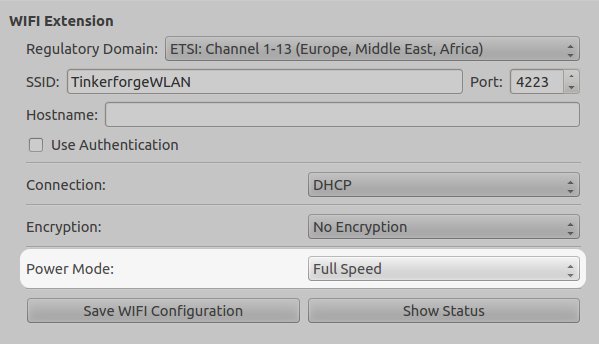 WIFI Extension
Regulatory Domain: ETSI: Channel 1-13 (Europe, Middle East, Africa)
SSID: TinkerforgeWLAN Port: 4223
Hostname:
Use Authentication
Connection: DHCP
Encryption: No Encryption
Power Mode: Full Speed
Save WIFI Configuration Show Status